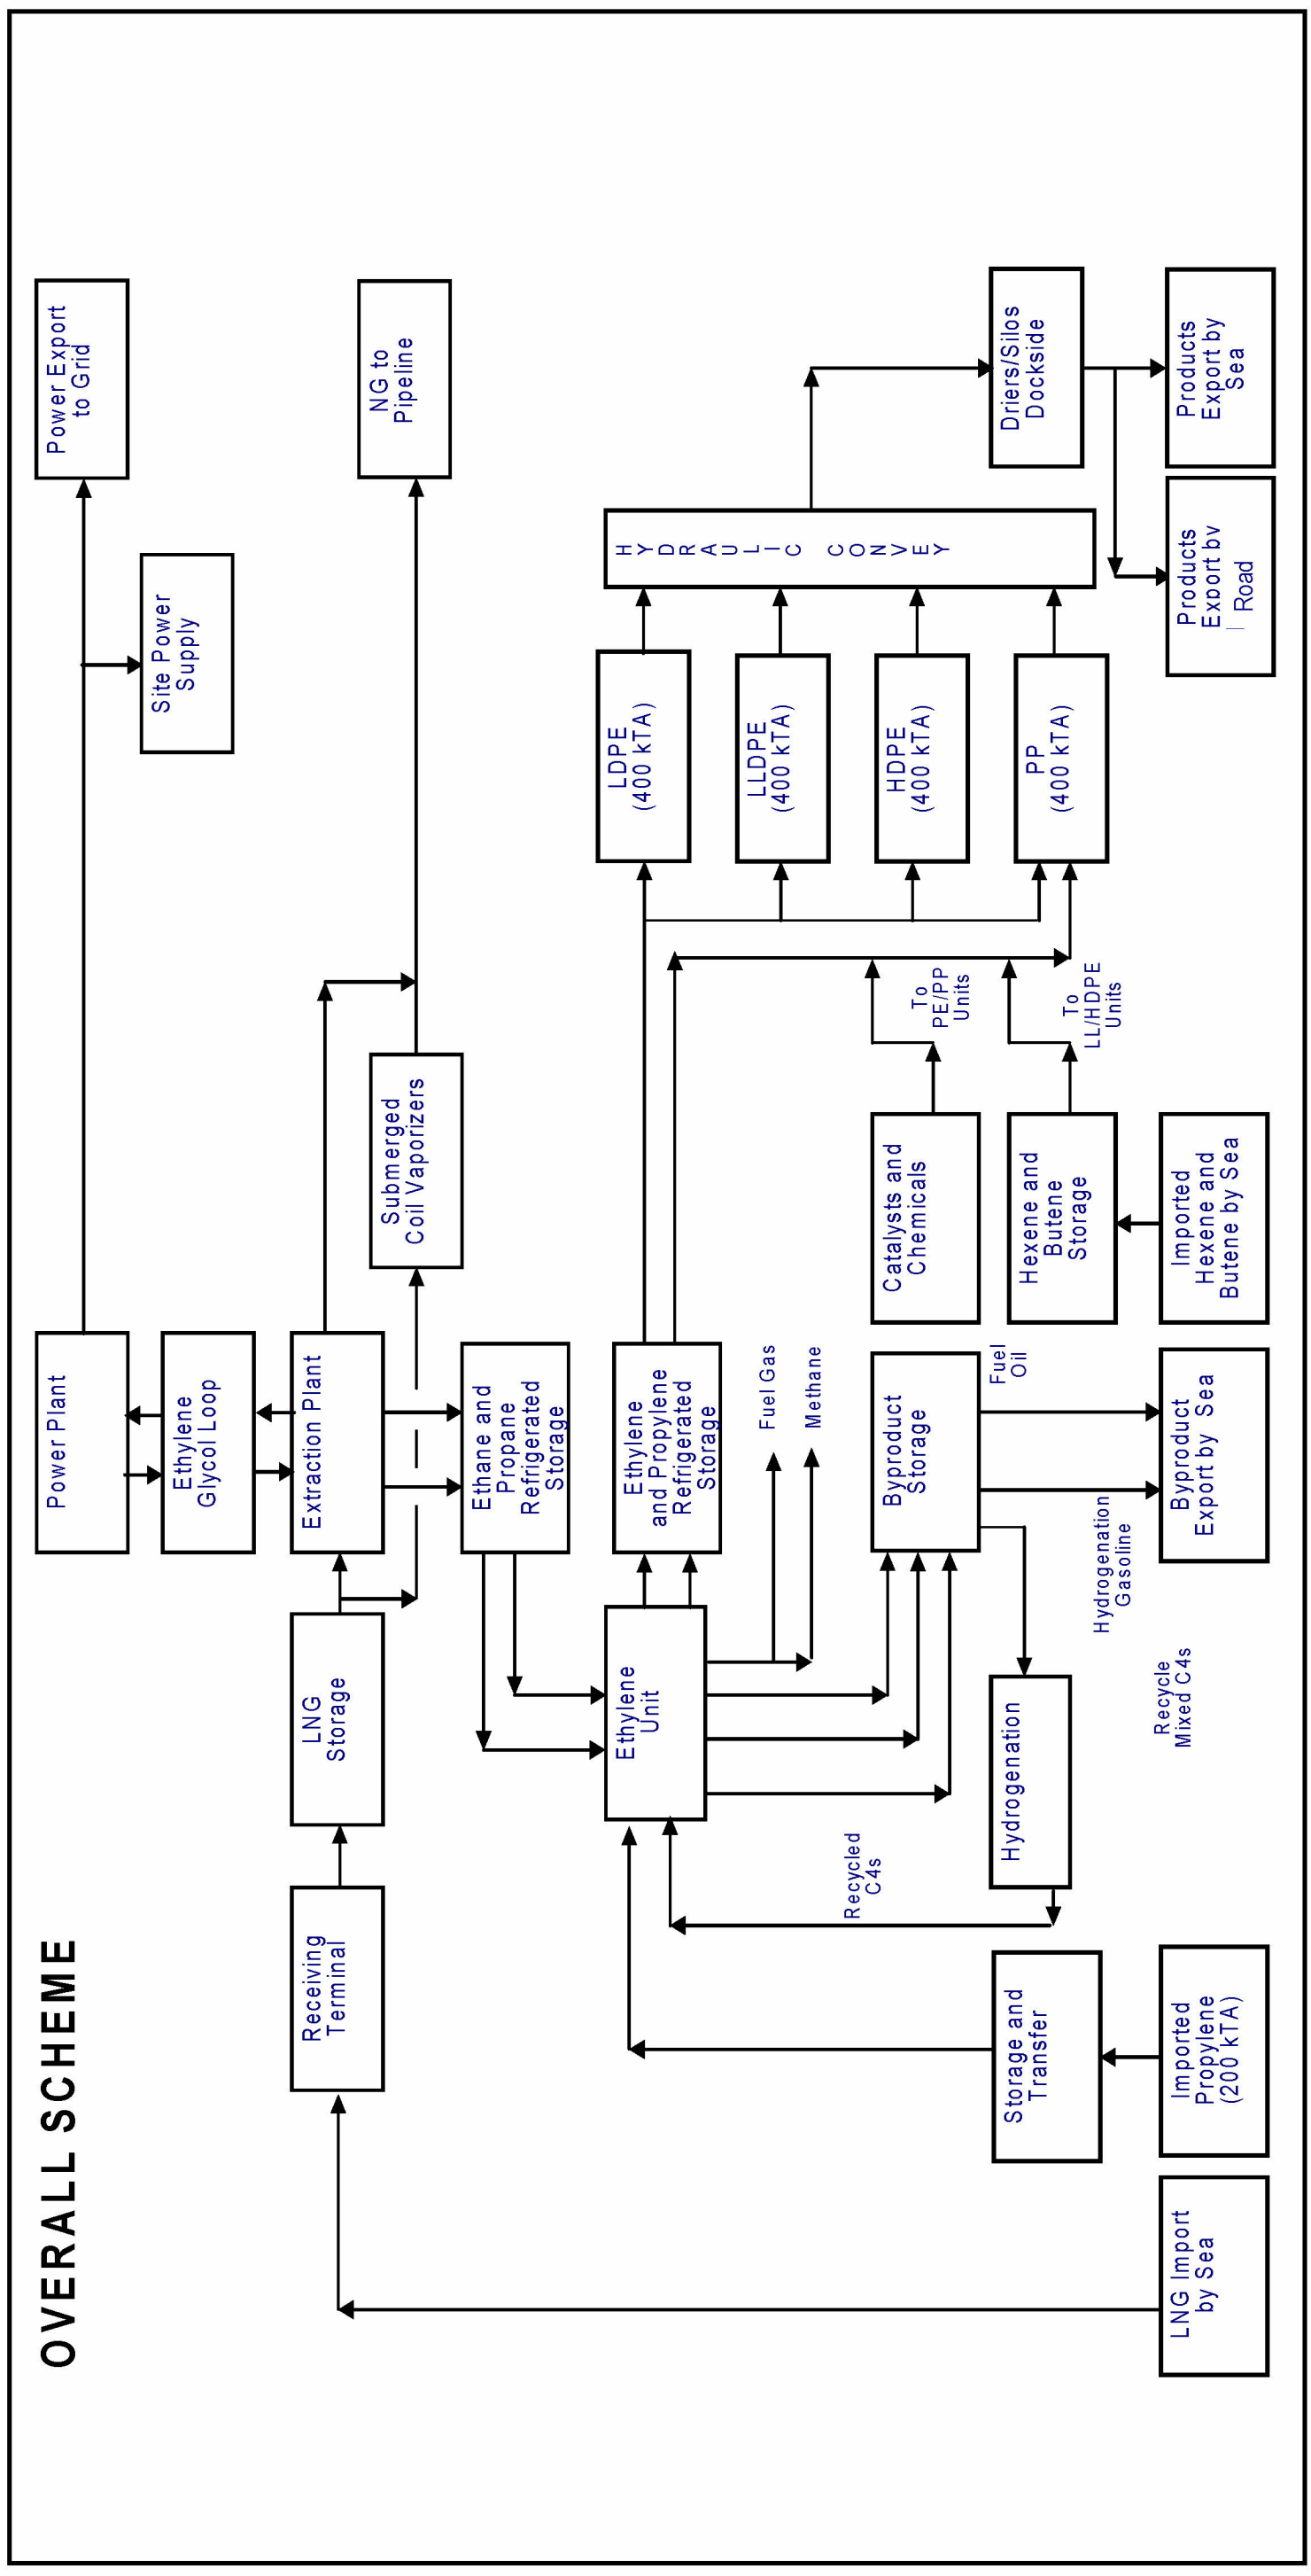 OVERALL SCHEME
Power Plant
Power Export
to Grid
Ethylene
Glycol Loop
Site Power
Supply
Receiving
Terminal
LNG
Storage
Extraction Plant
NG to
Pipeline
Submerged
Coil Vaporizers
Ethane and
Propane
Refrigerated
Storage
Ethylene
Unit
Ethylene
and Propylene
Refrigerated
Storage
LDPE
(400 kTA)
HYDRAULIC CONVEY
LLDPE
(400 kTA)
Fuel Gas
Methane
Recycled
C4s
Byproduct
Storage
Catalysts and
Chemicals
To
PE/PP
Units
HDPE
(400 kTA)
Storage and
Transfer
Hydrogenation
Fuel
Oil
Hexene and
Butene
Storage
To
LL/HDPE
Units
PP
(400 kTA)
Driers/Silos
Dockside
Hydrogenation
Gasoline
Recycle
Mixed C4s
LNG Import
by Sea
Imported
Propylene
(200 kTA)
Byproduct
Export by Sea
Imported
Hexene and
Butene by Sea
Products
Export by
Road
Products
Export by
Sea